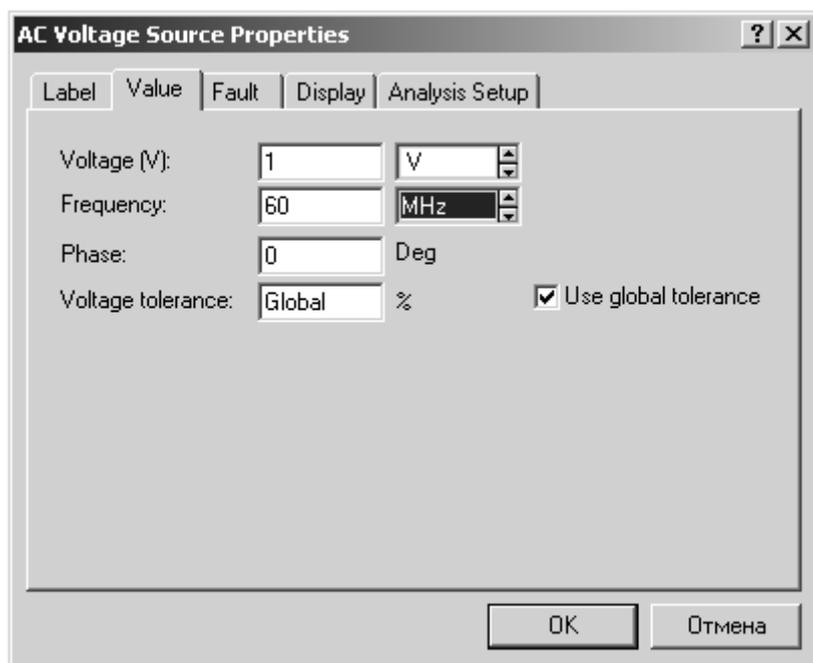 AC Voltage Source Properties ? ×
Label Value Fault Display Analysis Setup
Voltage (V): 1 V
Frequency: 60 MHz
Phase: 0 Deg
Voltage tolerance: Global % Use global tolerance
OK Отмена